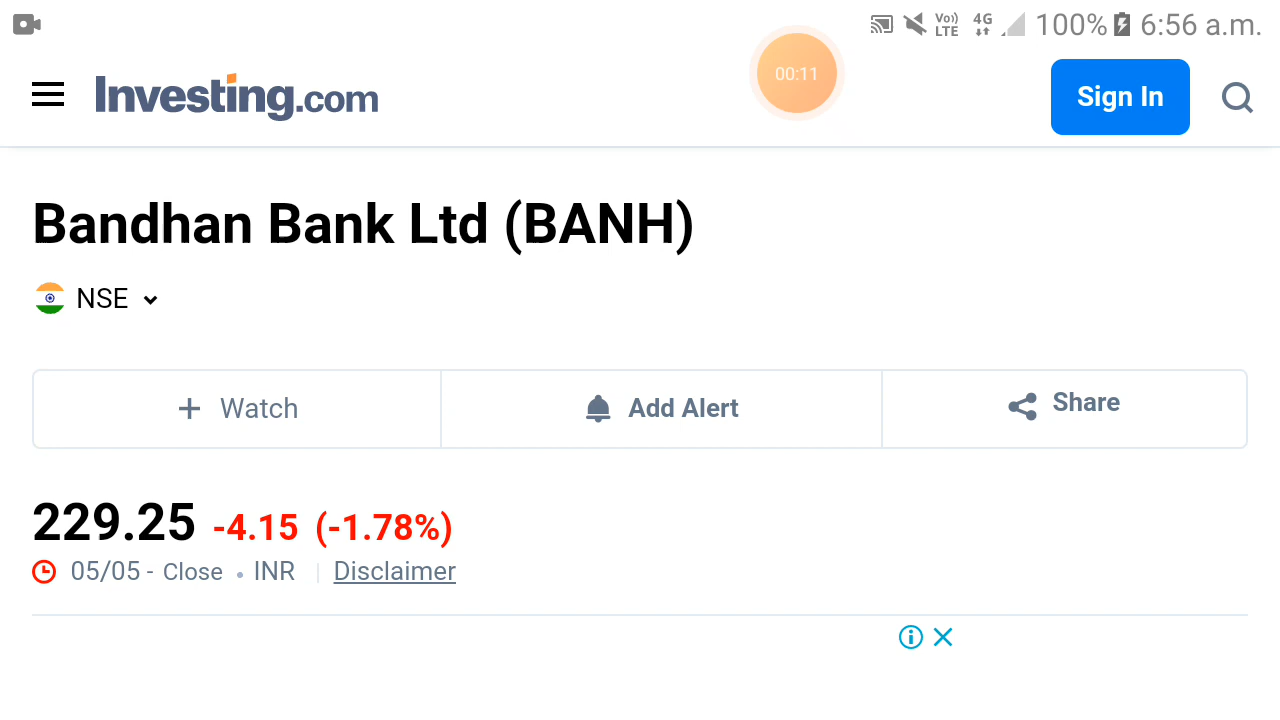 Vo)) LTE 4G 100% 6:56 a.m.
00:11
Investing.com
Sign In
Bandhan Bank Ltd (BANH)
NSE
+ Watch
Add Alert
Share
229.25 -4.15 (-1.78%)
05/05 - Close • INR | Disclaimer